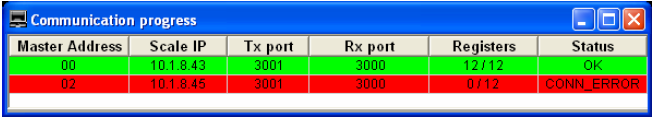 Communication progress
Master Address Scale IP Tx port Rx port Registers Status
00 10.1.8.43 3001 3000 12 / 12 OK
02 10.1.8.45 3001 3000 0 / 12 CONN_ERROR